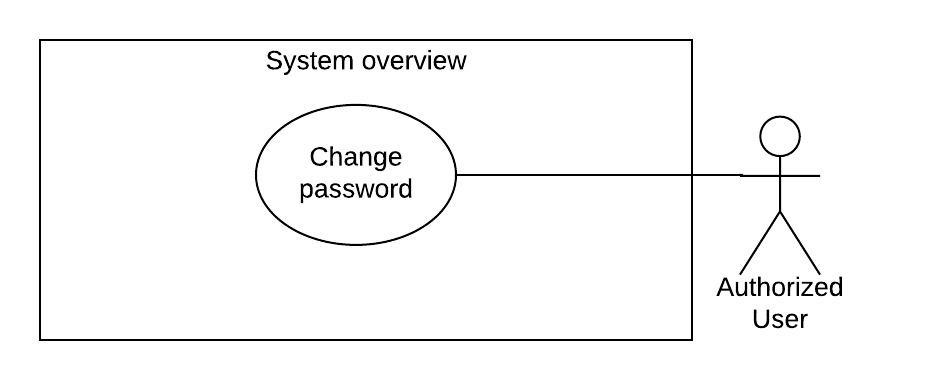 System overview
Change
password
Authorized
User